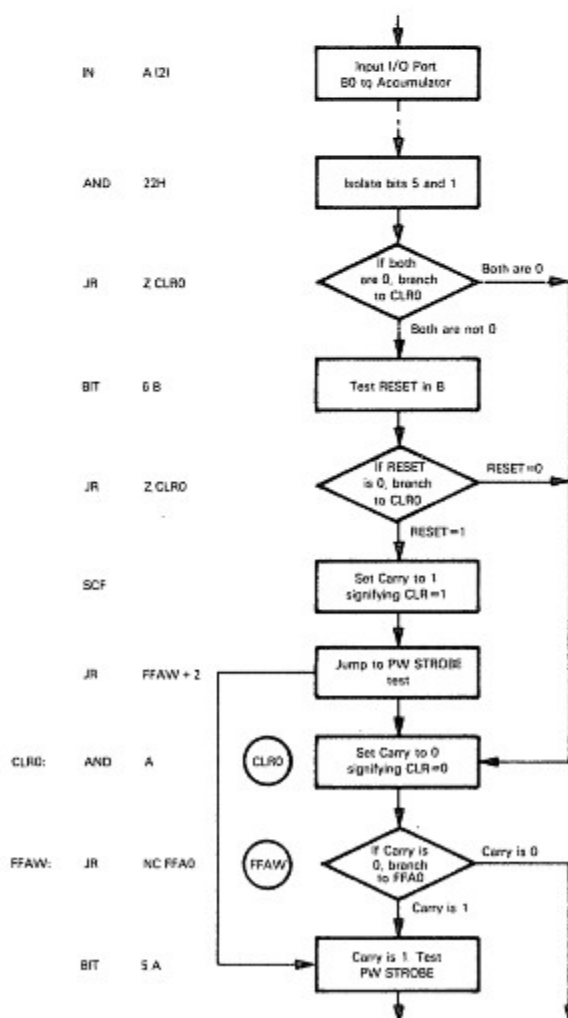 IN A (2)
Input I/O Port
B0 to Accumulator
AND 22H
Isolate bits 5 and 1
If both
are 0, branch
to CLR0
Both are 0
JR Z CLR0
Both are not 0
BIT 6 B
Test RESET in B
If RESET
is 0, branch
to CLR0
RESET=0
JR Z CLR0
RESET=1
SCF
Set Carry to 1
signifying CLR=1
JR FFAW + 2
Jump to PW STROBE
test
CLR0: AND A
CLR0
Set Carry to 0
signifying CLR=0
FFAW: JR NC FFA0
FFAW
If Carry is
0, branch
to FFA0
Carry is 0
Carry is 1
BIT 5 A
Carry is 1 Test
PW STROBE